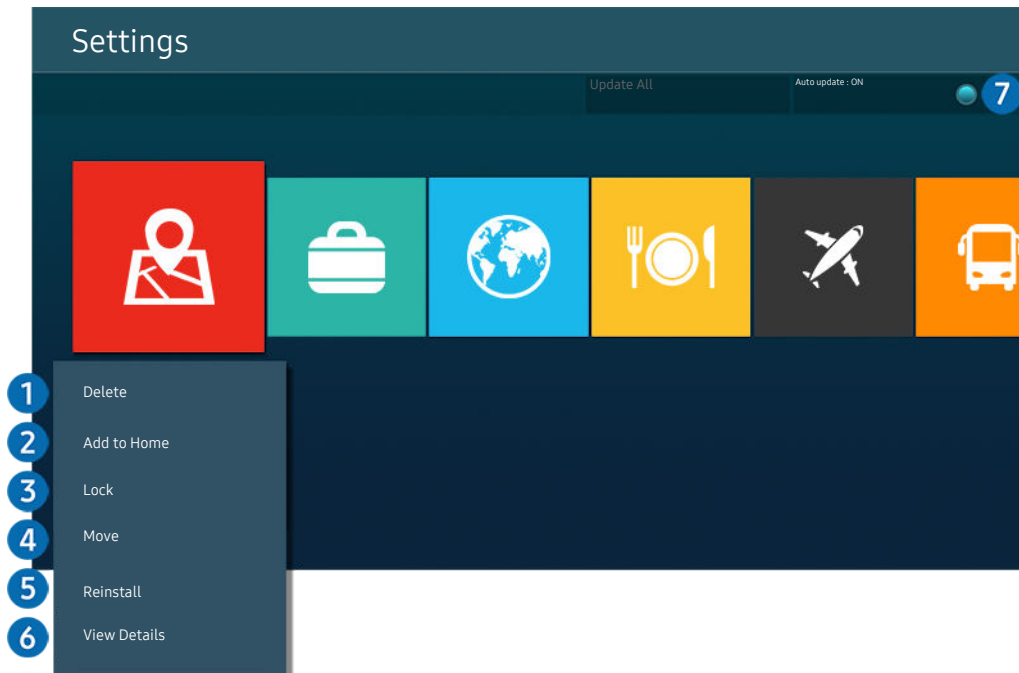 Settings
Update All
Auto update : ON
7
1 Delete
2 Add to Home
3 Lock
4 Move
5 Reinstall
6 View Details